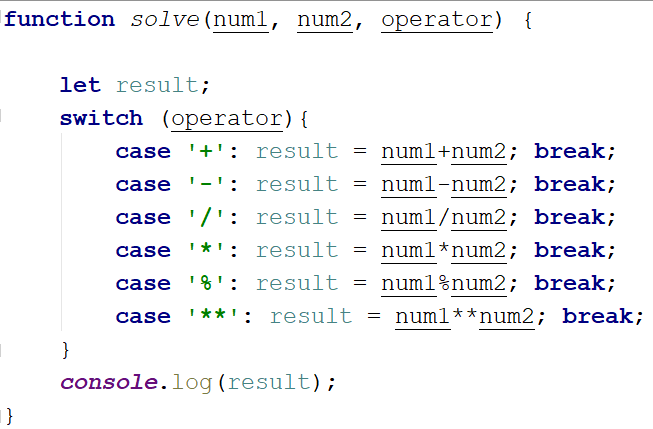 function solve(num1, num2, operator) {
let result;
switch (operator){
case '+': result = num1+num2; break;
case '-': result = num1-num2; break;
case '/': result = num1/num2; break;
case '*': result = num1*num2; break;
case '%': result = num1%num2; break;
case '**': result = num1**num2; break;
}
console.log(result);
}